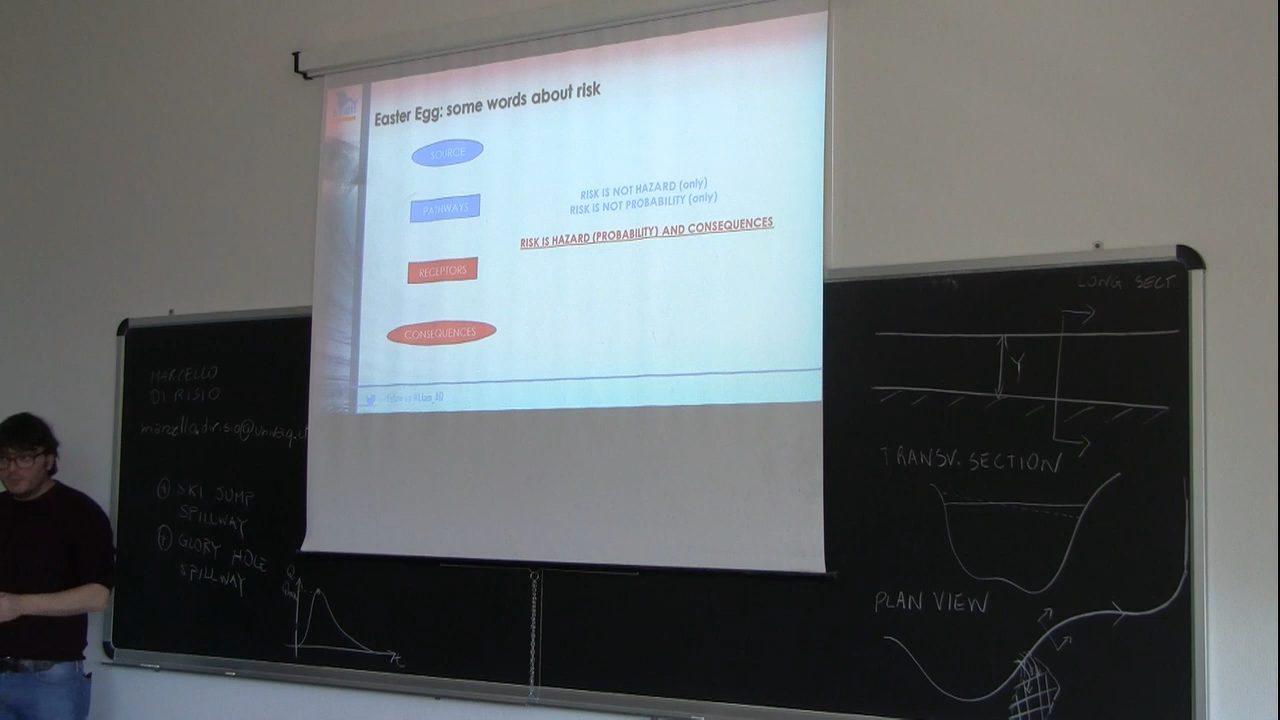 Easter Egg: some words about risk
SOURCE
PATHWAYS
RECEPTORS
CONSEQUENCES
RISK IS NOT HAZARD (only)
RISK IS NOT PROBABILITY (only)
RISK IS HAZARD (PROBABILITY) AND CONSEQUENCES
MARCELLO
DI RISIO
SKI JUMP
SPILLWAY
GLORY HOLE
SPILLWAY
Q
t
LONG SECT
Y
TRANSV. SECTION
PLAN VIEW